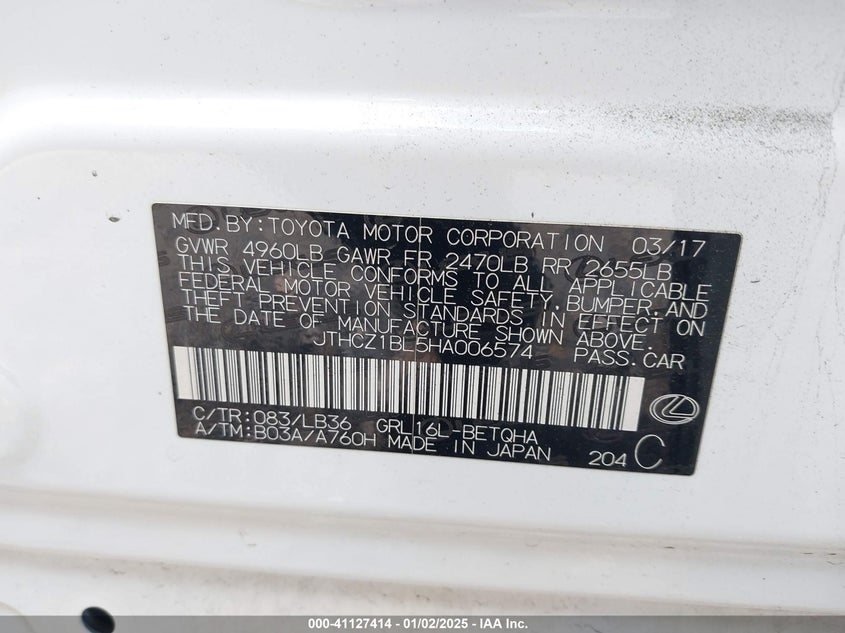 MFD.BY:TOYOTA MOTOR CORPORATION 03/17
GVWR 4960LB GAWR FR 2470LB RR 2655LB
THIS VEHICLE CONFORMS TO ALL APPLICABLE
FEDERAL MOTOR VEHICLE SAFETY, BUMPER, AND
THEFT PREVENTION STANDARDS IN EFFECT ON
THE DATE OF MANUFACTURE SHOWN ABOVE.
JTHCZ1BL5HA006574 PASS.CAR
C/TR:083/LB36 GRL16L-BETQHA
A/TM:B03A/A760H MADE IN JAPAN 204 C
000-41127414 - 01/02/2025 - IAA Inc.